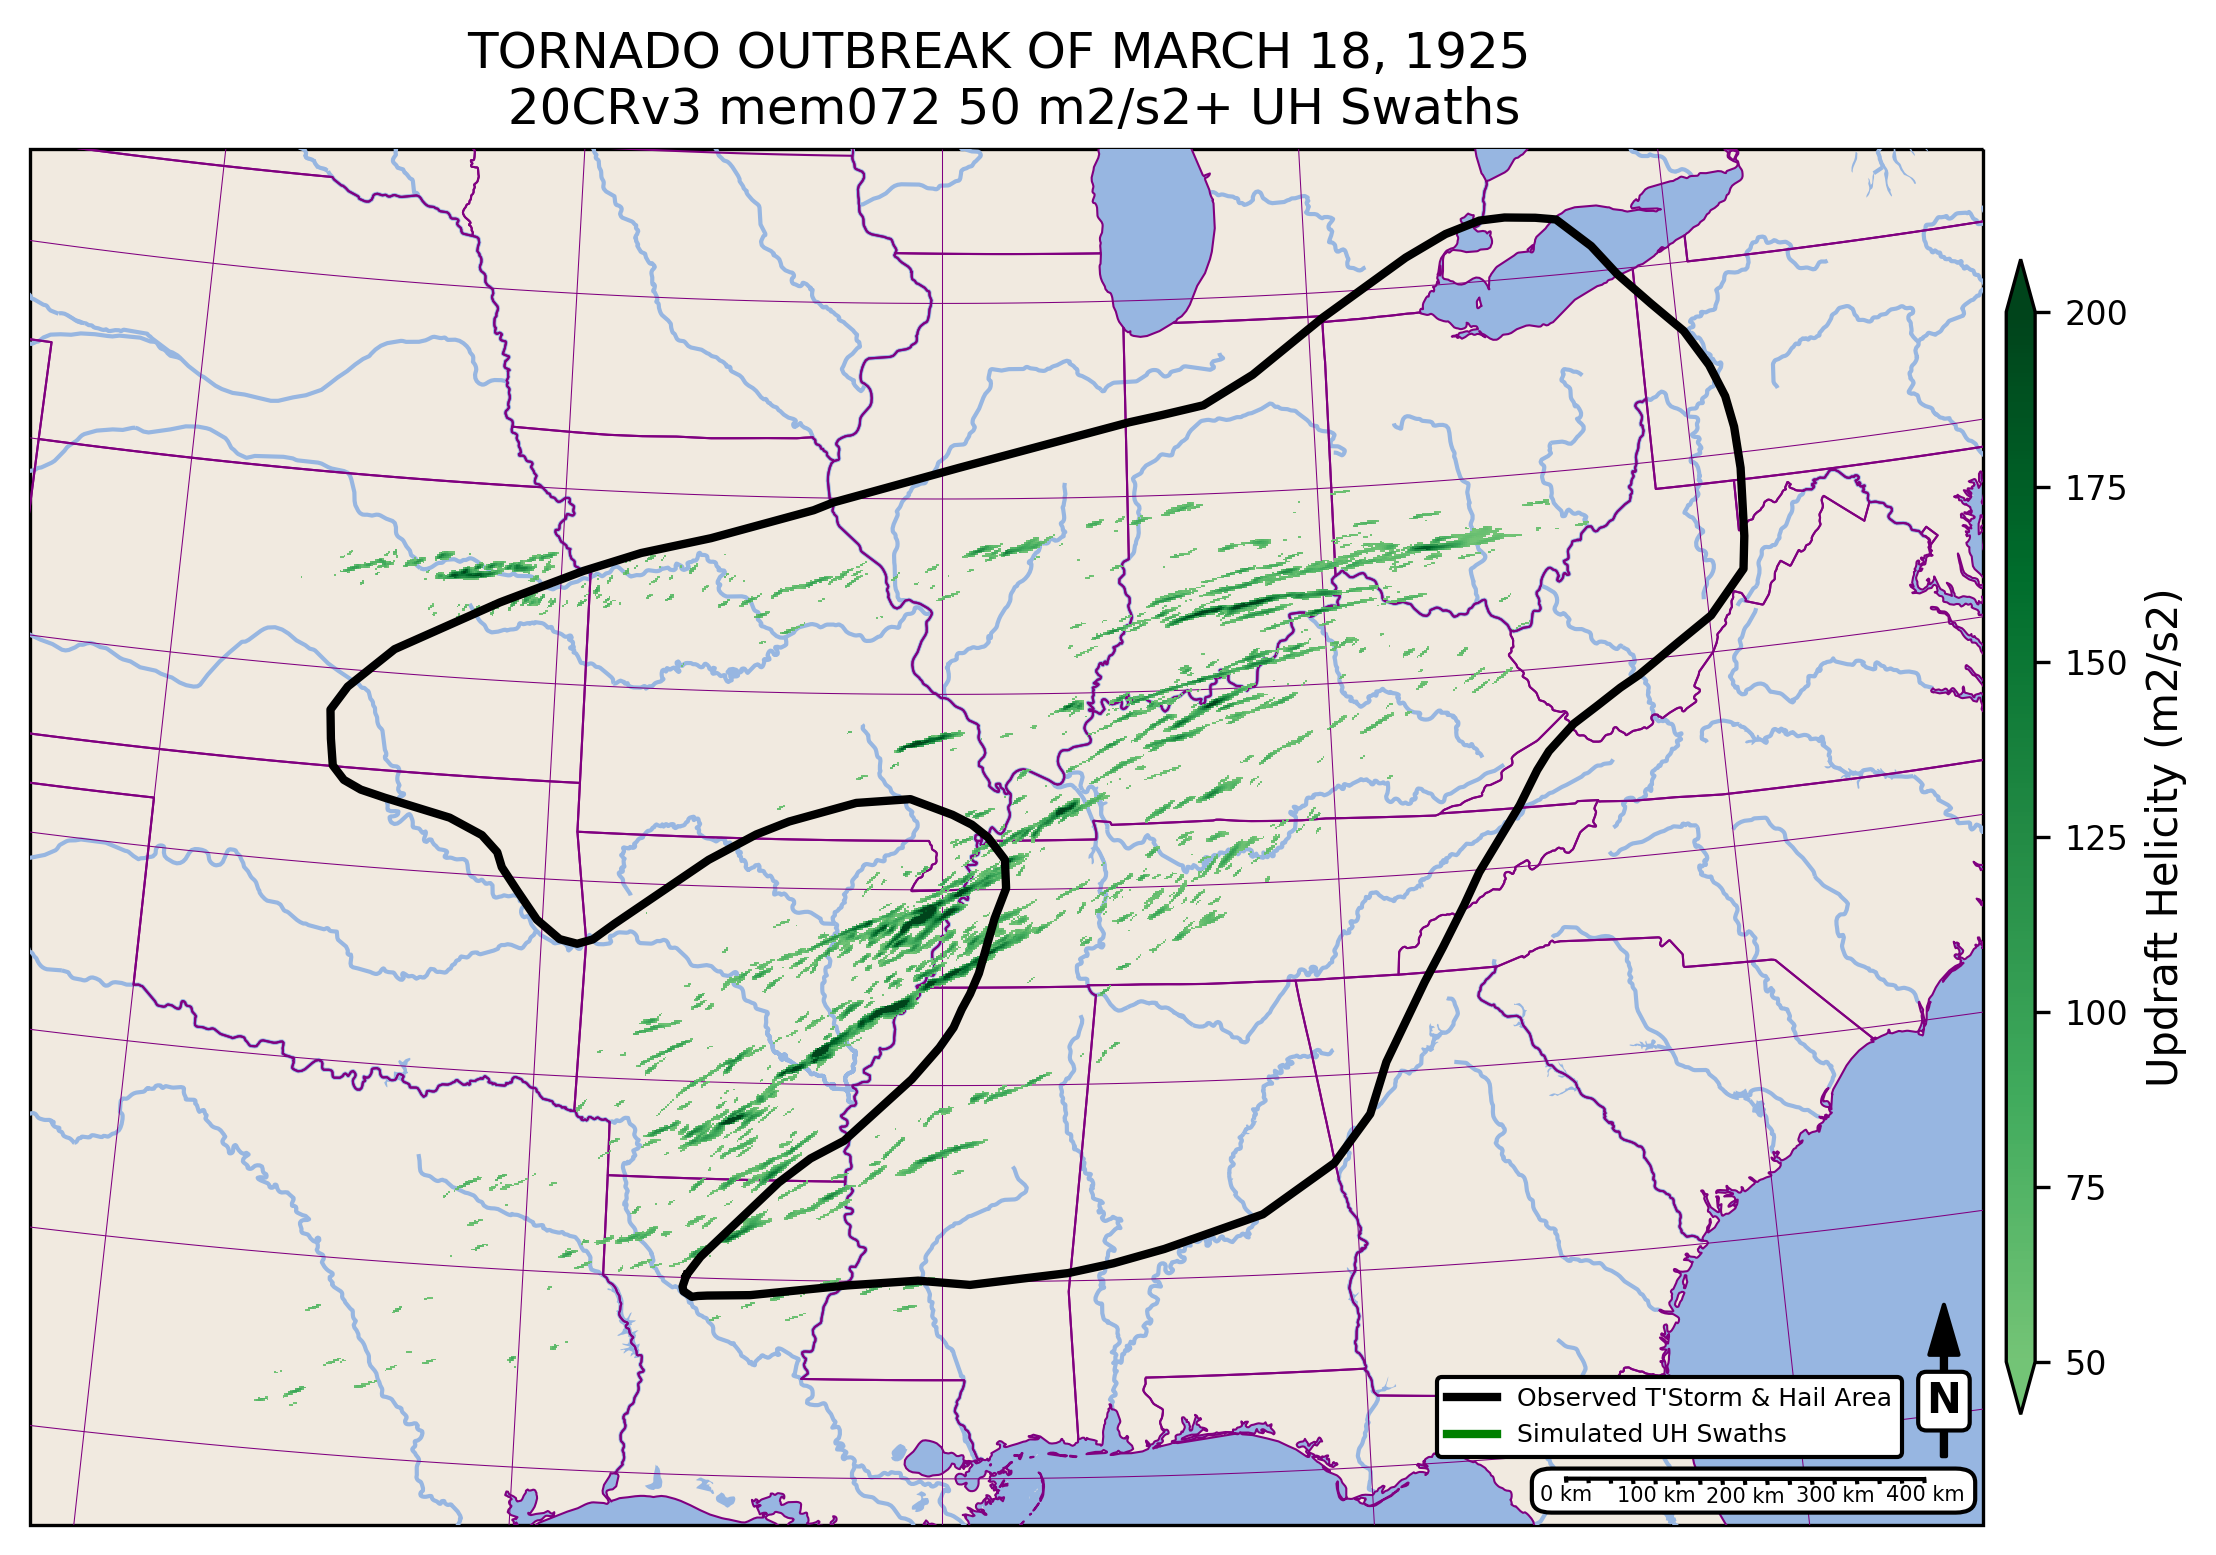 TORNADO OUTBREAK OF MARCH 18, 1925
20CRv3 mem072 50 m2/s2+ UH Swaths
200
175
150
125
100
75
50
Updraft Helicity (m2/s2)
Observed T'Storm & Hail Area
Simulated UH Swaths
N
0 km 100 km 200 km 300 km 400 km